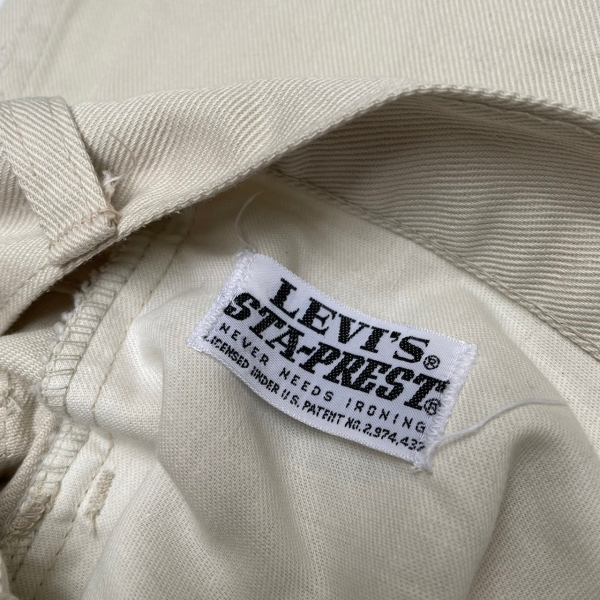 LEVI'S®
STA-PREST®
NEVER NEEDS IRONING
LICENSED UNDER U.S. PATENT NO. 2,974,432